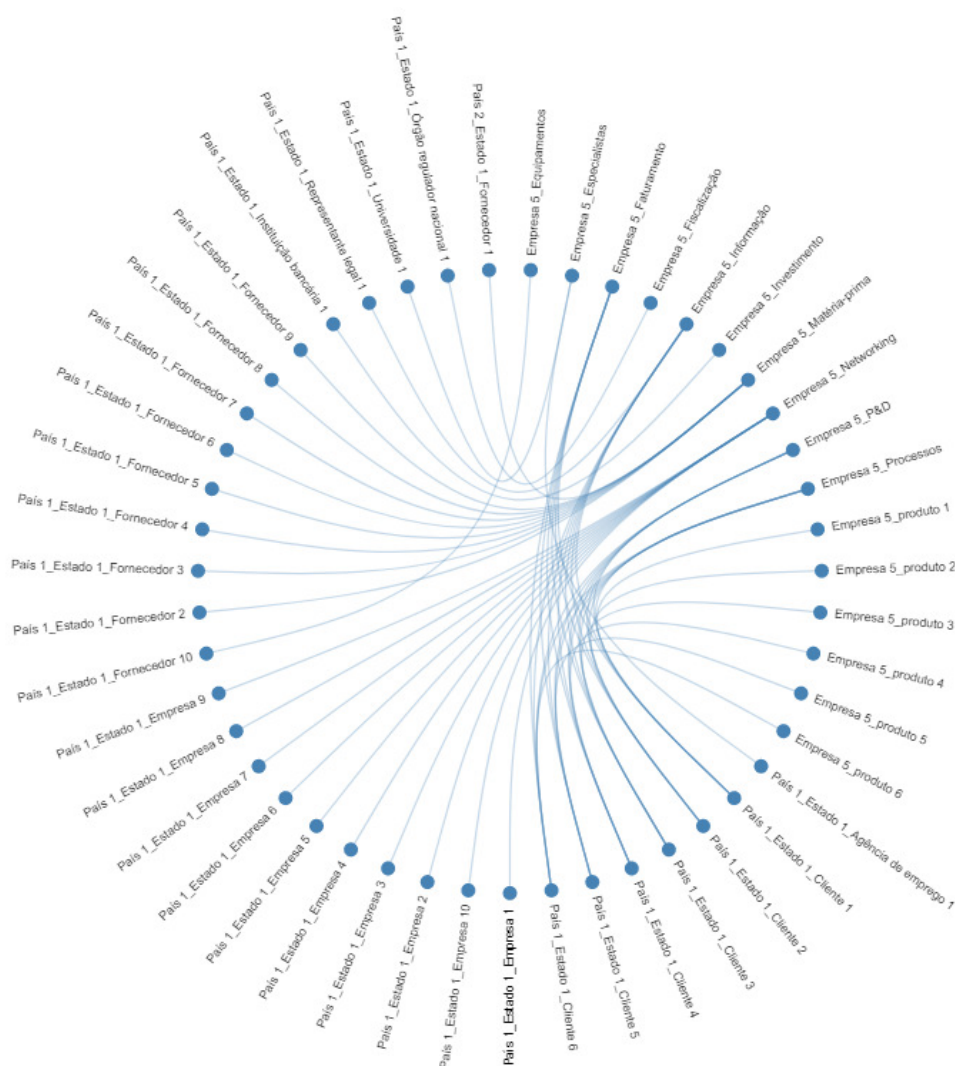 País 2_Estado 1_Fornecedor 1
Empresa 5_Equipamentos
Empresa 5_Especialistas
Empresa 5_Faturamento
Empresa 5_Fiscalização
Empresa 5_Informação
Empresa 5_Investimento
Empresa 5_Matéria-prima
Empresa 5_Networking
Empresa 5_P&D
Empresa 5_Processos
Empresa 5_produto 1
Empresa 5_produto 2
Empresa 5_produto 3
Empresa 5_produto 4
Empresa 5_produto 5
Empresa 5_produto 6
País 1_Estado 1_Agência de emprego 1
País 1_Estado 1_Cliente 1
País 1_Estado 1_Cliente 2
País 1_Estado 1_Cliente 3
País 1_Estado 1_Cliente 4
País 1_Estado 1_Cliente 5
País 1_Estado 1_Cliente 6
País 1_Estado 1_Empresa 1
País 1_Estado 1_Empresa 10
País 1_Estado 1_Empresa 2
País 1_Estado 1_Empresa 3
País 1_Estado 1_Empresa 4
País 1_Estado 1_Empresa 5
País 1_Estado 1_Empresa 6
País 1_Estado 1_Empresa 7
País 1_Estado 1_Empresa 8
País 1_Estado 1_Empresa 9
País 1_Estado 1_Fornecedor 10
País 1_Estado 1_Fornecedor 2
País 1_Estado 1_Fornecedor 3
País 1_Estado 1_Fornecedor 4
País 1_Estado 1_Fornecedor 5
País 1_Estado 1_Fornecedor 6
País 1_Estado 1_Fornecedor 7
País 1_Estado 1_Fornecedor 8
País 1_Estado 1_Fornecedor 9
País 1_Estado 1_Instituição bancária 1
País 1_Estado 1_Representante legal 1
País 1_Estado 1_Universidade 1
País 1_Estado 1_Órgão regulador nacional 1